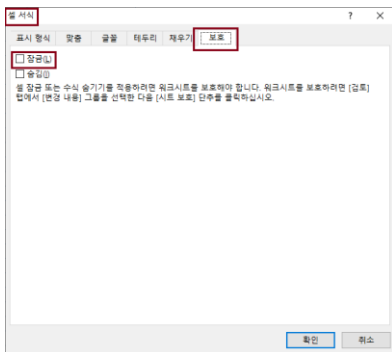 셀 서식 ? ×
표시 형식 맞춤 글꼴 테두리 채우기 보호
잠금(L)
숨김(I)
셀 잠금 또는 수식 숨기기를 적용하려면 워크시트를 보호해야 합니다. 워크시트를 보호하려면 [검토]
탭에서 [변경 내용] 그룹을 선택한 다음 [시트 보호] 단추를 클릭하십시오.
확인 취소